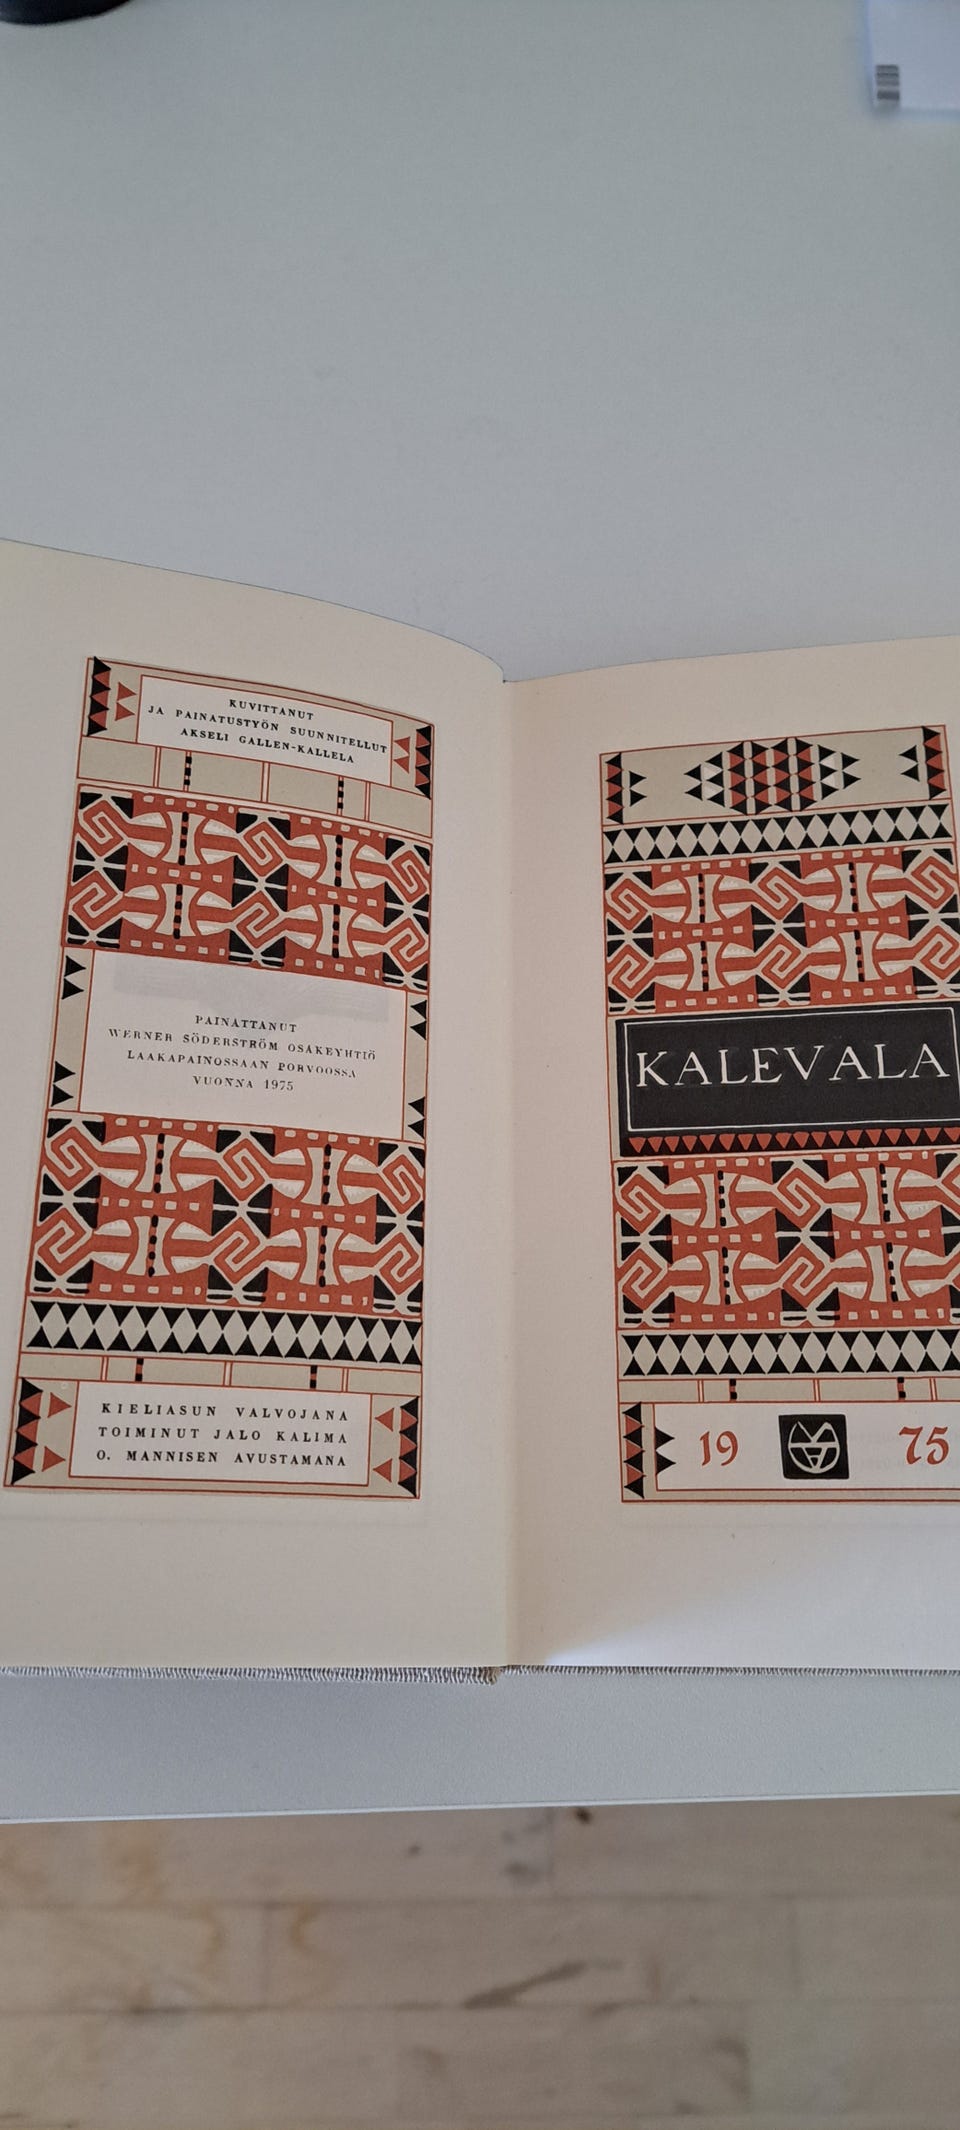 KUVITTANUT
JA PAINATUSTYÖN SUUNNITELLUT
AKSELI GALLEN-KALLELA
PAINATTANUT
WERNER SÖDERSTRÖM OSAKEYHTIÖ
LAAKAPAINOSSAAN PORVOOSSA
VUONNA 1975
KIELIASUN VALVOJANA
TOIMINUT JALO KALIMA
O. MANNISEN AVUSTAMANA
KALEVALA
19 75